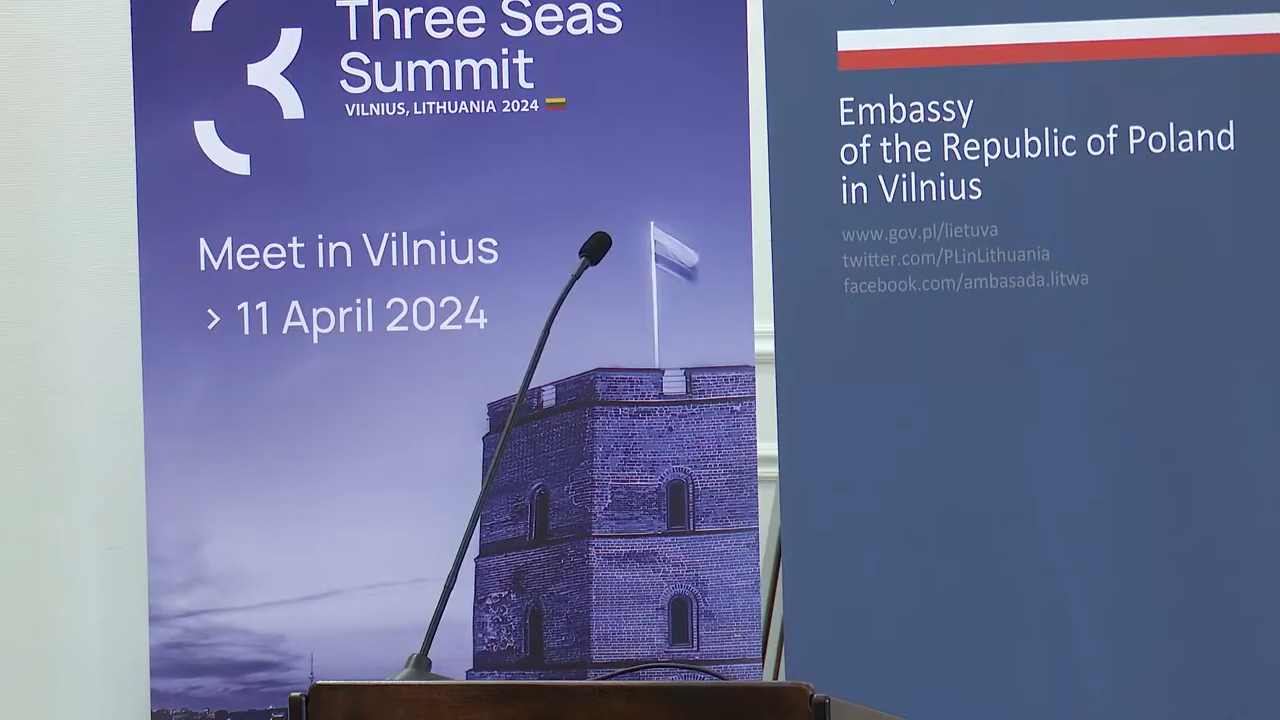 Three Seas
Summit
VILNIUS, LITHUANIA 2024
Meet in Vilnius
> 11 April 2024
Embassy
of the Republic of Poland
in Vilnius
www.gov.pl/lietuva
twitter.com/PLinLithuania
facebook.com/ambasada.litwa